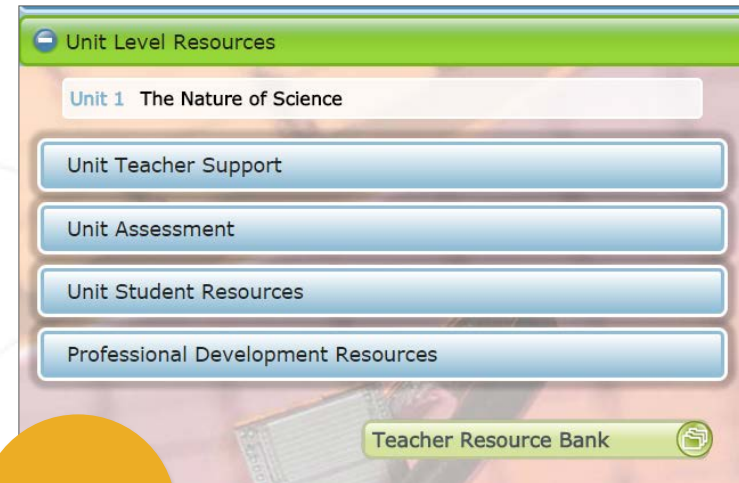 Unit Level Resources
Unit 1 The Nature of Science
Unit Teacher Support
Unit Assessment
Unit Student Resources
Professional Development Resources
Teacher Resource Bank